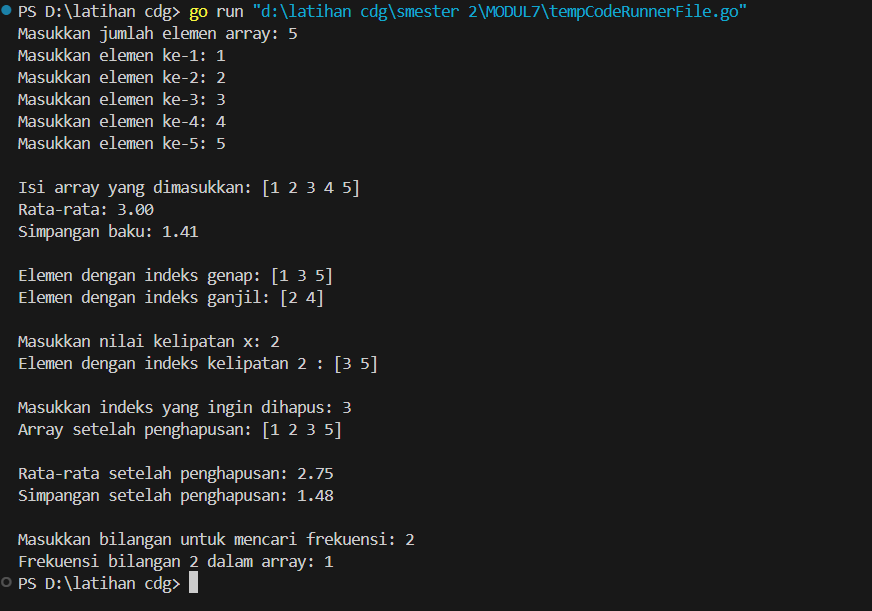 PS D:\latihan cdg> go run "d:\latihan cdg\smester 2\MODUL7\tempCodeRunnerFile.go"
Masukkan jumlah elemen array: 5
Masukkan elemen ke-1: 1
Masukkan elemen ke-2: 2
Masukkan elemen ke-3: 3
Masukkan elemen ke-4: 4
Masukkan elemen ke-5: 5
Isi array yang dimasukkan: [1 2 3 4 5]
Rata-rata: 3.00
Simpangan baku: 1.41
Elemen dengan indeks genap: [1 3 5]
Elemen dengan indeks ganjil: [2 4]
Masukkan nilai kelipatan x: 2
Elemen dengan indeks kelipatan 2 : [3 5]
Masukkan indeks yang ingin dihapus: 3
Array setelah penghapusan: [1 2 3 5]
Rata-rata setelah penghapusan: 2.75
Simpangan setelah penghapusan: 1.48
Masukkan bilangan untuk mencari frekuensi: 2
Frekuensi bilangan 2 dalam array: 1
PS D:\latihan cdg>